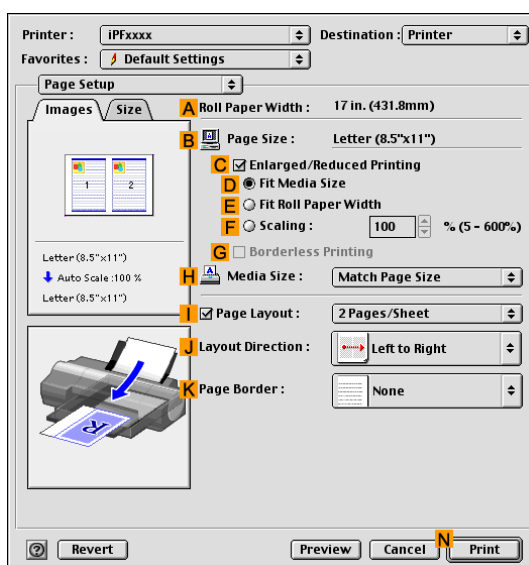 Printer : iPFxxxx Destination : Printer
Favorites : Default Settings
Page Setup
Images Size
A Roll Paper Width : 17 in. (431.8mm)
B Page Size : Letter (8.5"x11")
C Enlarged/Reduced Printing
1 2
D Fit Media Size
E Fit Roll Paper Width
F Scaling : 100 % (5 - 600%)
G Borderless Printing
Letter (8.5"x11")
Auto Scale :100 %
Letter (8.5"x11")
H Media Size : Match Page Size
I Page Layout : 2 Pages/Sheet
J Layout Direction : Left to Right
K Page Border : None
R
N
? Revert Preview Cancel Print